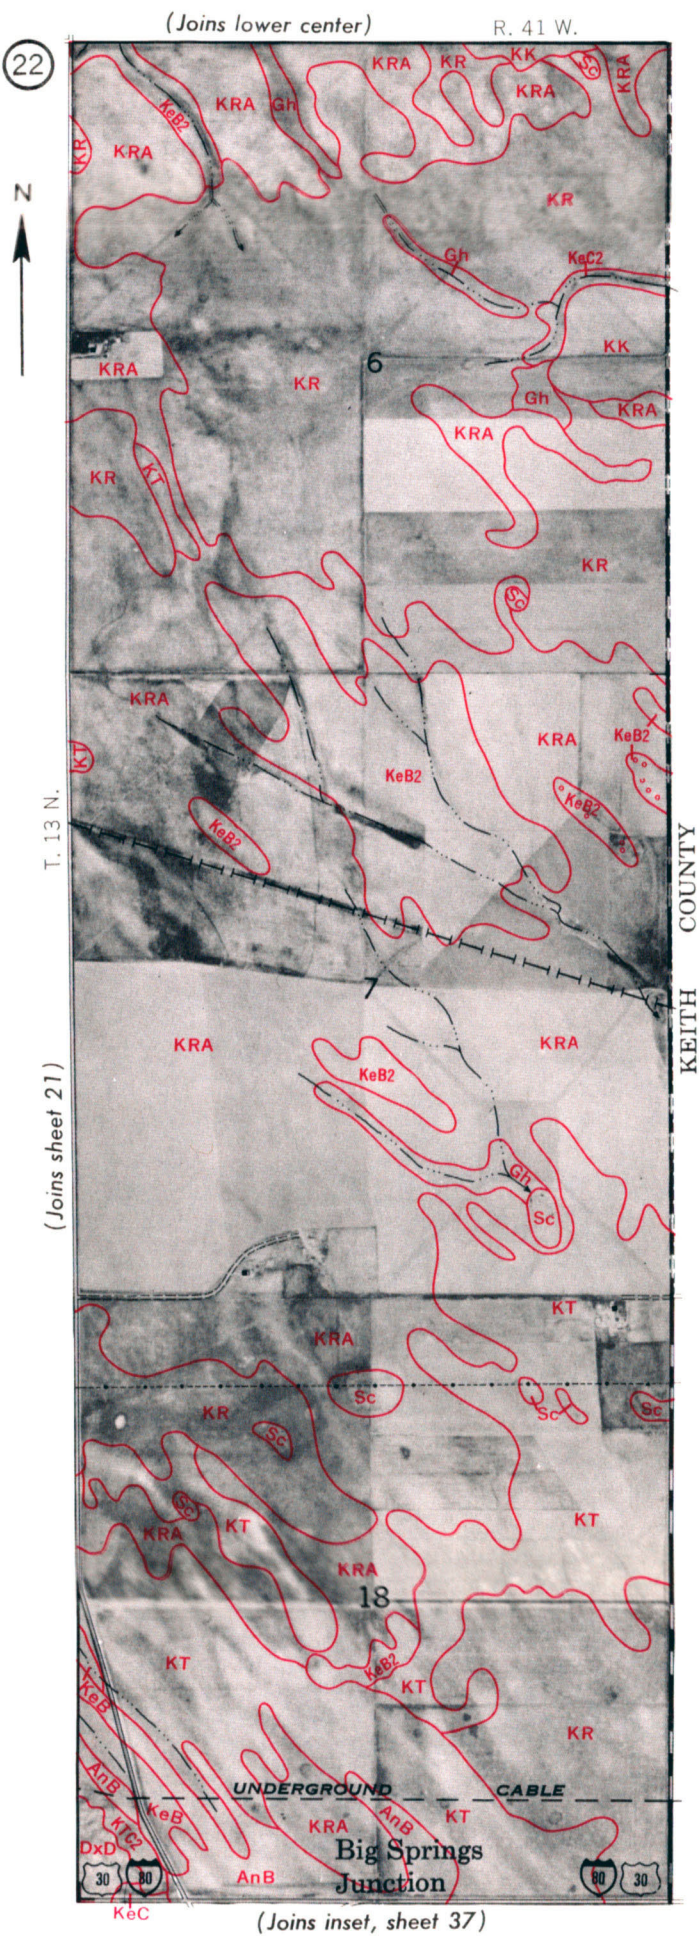 (Joins lower center)
R. 41 W.
22
KRA
KR
KK
Sc
KRA
KeB2
KRA
Gh
KRA
KR
KRA
N
KR
Gh
KeC2
KK
KRA
KR
6
Gh
KRA
KRA
KR
KT
KR
Sc
KRA
KeB2
KRA
KeB2
KT
KeB2
T. 13 N.
KeB2
KEITH COUNTY
7
KRA
KRA
KeB2
(Joins sheet 21)
Gh
Sc
KT
KRA
Sc
Sc
Sc
KR
Sc
Sc
KRA
KT
KT
KRA
18
KT
KeB2
KT
KeB
KR
AnB
UNDERGROUND CABLE
KeB
KTC2
KRA
AnB
KT
DxD
Big Springs
Junction
30
80
AnB
80
30
KeC
(Joins inset, sheet 37)